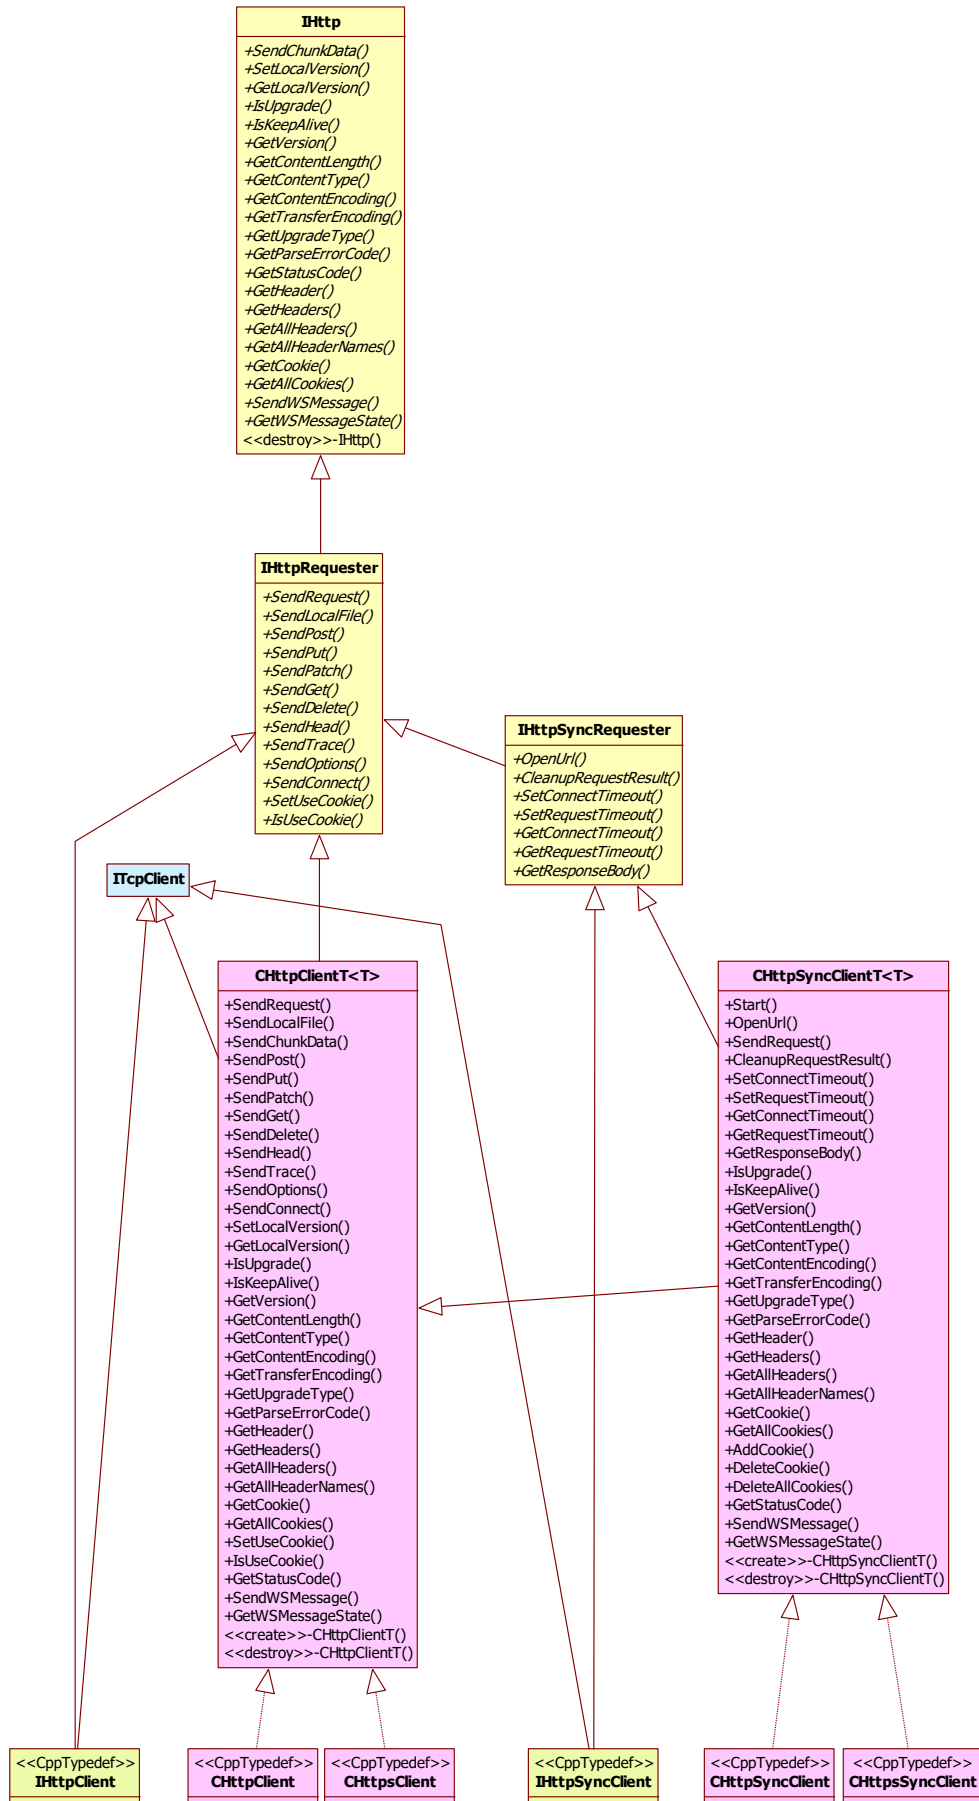 IHttp
+SendChunkData()
+SetLocalVersion()
+GetLocalVersion()
+IsUpgrade()
+IsKeepAlive()
+GetVersion()
+GetContentLength()
+GetContentType()
+GetContentEncoding()
+GetTransferEncoding()
+GetUpgradeType()
+GetParseErrorCode()
+GetStatusCode()
+GetHeader()
+GetHeaders()
+GetAllHeaders()
+GetAllHeaderNames()
+GetCookie()
+GetAllCookies()
+SendWSMessage()
+GetWSMessageState()
<<destroy>>-IHttp()
IHttpRequester
+SendRequest()
+SendLocalFile()
+SendPost()
+SendPut()
+SendPatch()
+SendGet()
+SendDelete()
+SendHead()
+SendTrace()
+SendOptions()
+SendConnect()
+SetUseCookie()
+IsUseCookie()
IHttpSyncRequester
+OpenUrl()
+CleanupRequestResult()
+SetConnectTimeout()
+SetRequestTimeout()
+GetConnectTimeout()
+GetRequestTimeout()
+GetResponseBody()
ITcpClient
CHttpClientT<T>
+SendRequest()
+SendLocalFile()
+SendChunkData()
+SendPost()
+SendPut()
+SendPatch()
+SendGet()
+SendDelete()
+SendHead()
+SendTrace()
+SendOptions()
+SendConnect()
+SetLocalVersion()
+GetLocalVersion()
+IsUpgrade()
+IsKeepAlive()
+GetVersion()
+GetContentLength()
+GetContentType()
+GetContentEncoding()
+GetTransferEncoding()
+GetUpgradeType()
+GetParseErrorCode()
+GetHeader()
+GetHeaders()
+GetAllHeaders()
+GetAllHeaderNames()
+GetCookie()
+GetAllCookies()
+SetUseCookie()
+IsUseCookie()
+GetStatusCode()
+SendWSMessage()
+GetWSMessageState()
<<create>>-CHttpClientT()
<<destroy>>-CHttpClientT()
CHttpSyncClientT<T>
+Start()
+OpenUrl()
+SendRequest()
+CleanupRequestResult()
+SetConnectTimeout()
+SetRequestTimeout()
+GetConnectTimeout()
+GetRequestTimeout()
+GetResponseBody()
+IsUpgrade()
+IsKeepAlive()
+GetVersion()
+GetContentLength()
+GetContentType()
+GetContentEncoding()
+GetTransferEncoding()
+GetUpgradeType()
+GetParseErrorCode()
+GetHeader()
+GetHeaders()
+GetAllHeaders()
+GetAllHeaderNames()
+GetCookie()
+GetAllCookies()
+AddCookie()
+DeleteCookie()
+DeleteAllCookies()
+GetStatusCode()
+SendWSMessage()
+GetWSMessageState()
<<create>>-CHttpSyncClientT()
<<destroy>>-CHttpSyncClientT()
<<CppTypedef>>
IHttpClient
<<CppTypedef>>
CHttpClient
<<CppTypedef>>
CHttpsClient
<<CppTypedef>>
IHttpSyncClient
<<CppTypedef>>
CHttpSyncClient
<<CppTypedef>>
CHttpsSyncClient